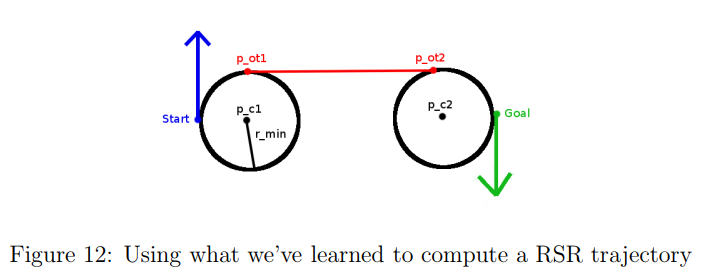 p_ot1
p_ot2
p_c1
p_c2
Start
Goal
r_min
Figure 12: Using what we've learned to compute a RSR trajectory